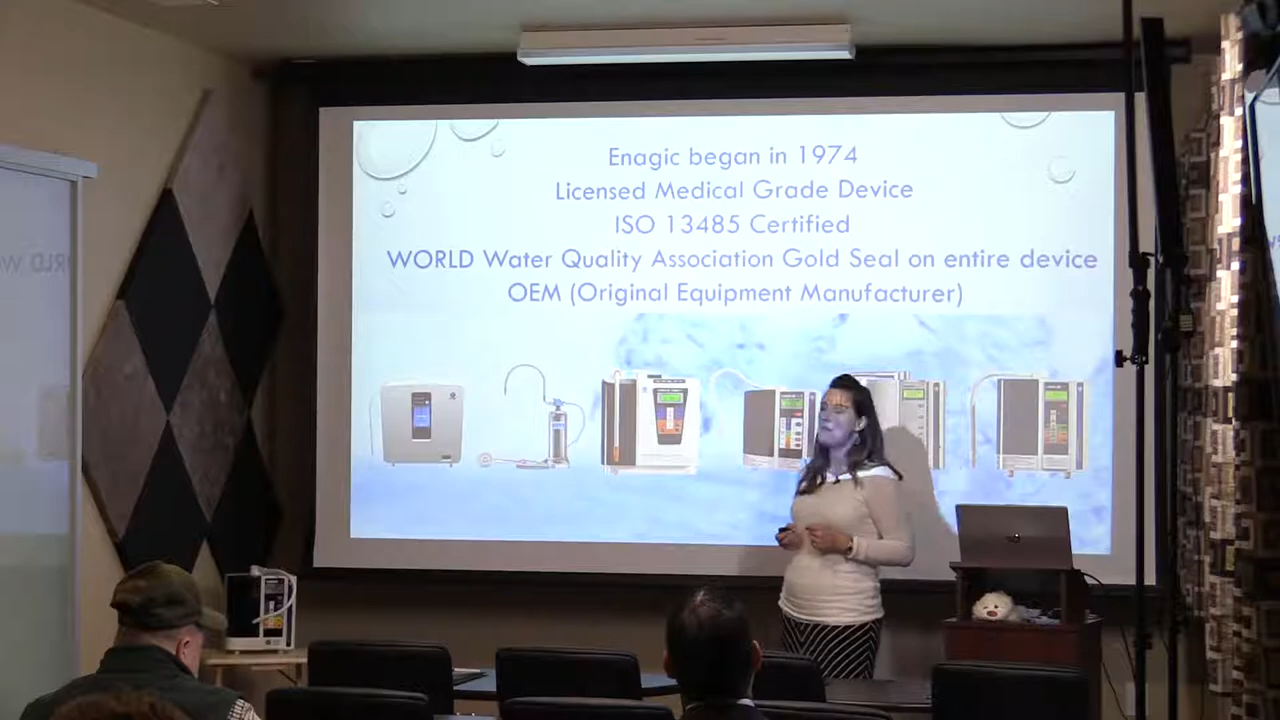 Enagic began in 1974
Licensed Medical Grade Device
ISO 13485 Certified
WORLD Water Quality Association Gold Seal on entire device
OEM (Original Equipment Manufacturer)